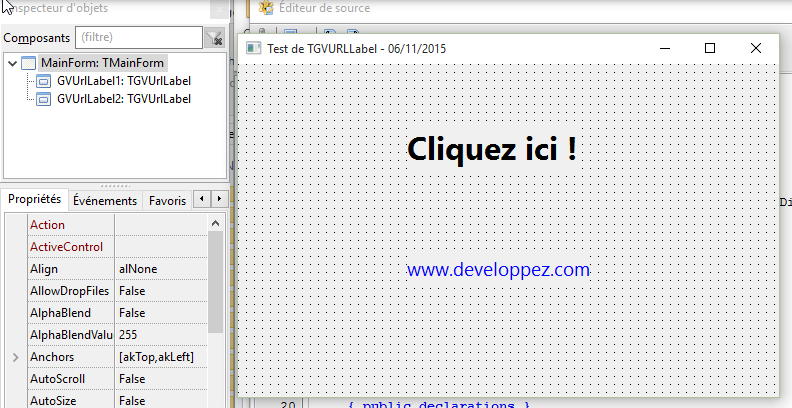 Inspecteur d'objets
Éditeur de source
Composants (filtre)
MainForm: TMainForm
GVUrlLabel1: TGVUrlLabel
GVUrlLabel2: TGVUrlLabel
Test de TGVURLLabel - 06/11/2015
Cliquez ici !
www.developpez.com
Propriétés Événements Favoris
Action
ActiveControl
Align alNone
AllowDropFiles False
AlphaBlend False
AlphaBlendValu 255
Anchors [akTop,akLeft]
AutoScroll False
AutoSize False
Di
20 { public declarations }